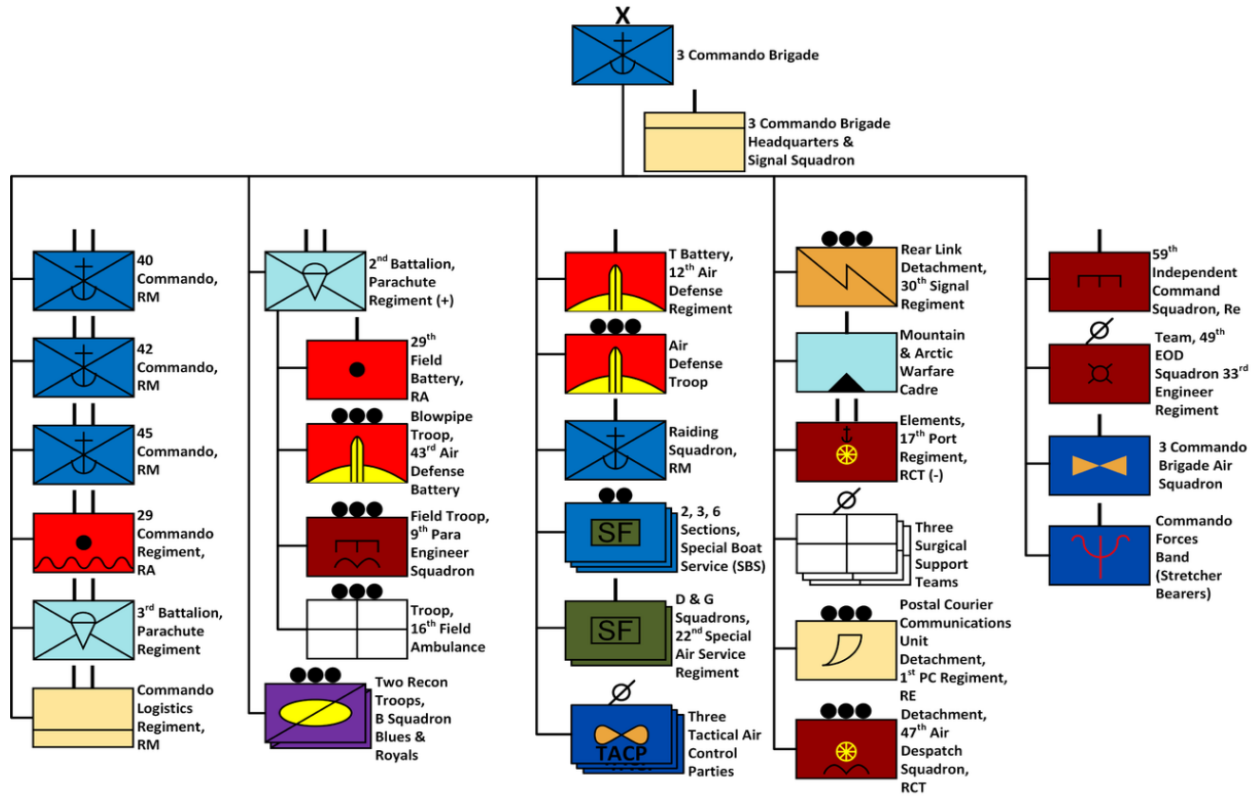 X
3 Commando Brigade
3 Commando Brigade
Headquarters &
Signal Squadron
40
Commando,
RM
42
Commando,
RM
45
Commando,
RM
29
Commando
Regiment,
RA
3rd Battalion,
Parachute
Regiment
Commando
Logistics
Regiment,
RM
2nd Battalion,
Parachute
Regiment (+)
29th
Field
Battery,
RA
Blowpipe
Troop,
43rd Air
Defense
Battery
Field Troop,
9th Para
Engineer
Squadron
Troop,
16th Field
Ambulance
Two Recon
Troops,
B Squadron
Blues &
Royals
T Battery,
12th Air
Defense
Regiment
Air
Defense
Troop
Raiding
Squadron,
RM
SF
2, 3, 6
Sections,
Special Boat
Service (SBS)
SF
D & G
Squadrons,
22nd Special
Air Service
Regiment
TACP
Three
Tactical Air
Control
Parties
Rear Link
Detachment,
30th Signal
Regiment
Mountain
& Arctic
Warfare
Cadre
Elements,
17th Port
Regiment,
RCT (-)
Three
Surgical
Support
Teams
Postal Courier
Communications
Unit
Detachment,
1st PC Regiment,
RE
Detachment,
47th Air
Despatch
Squadron,
RCT
59th
Independent
Command
Squadron, Re
Team, 49th
EOD
Squadron 33rd
Engineer
Regiment
3 Commando
Brigade Air
Squadron
Commando
Forces
Band
(Stretcher
Bearers)